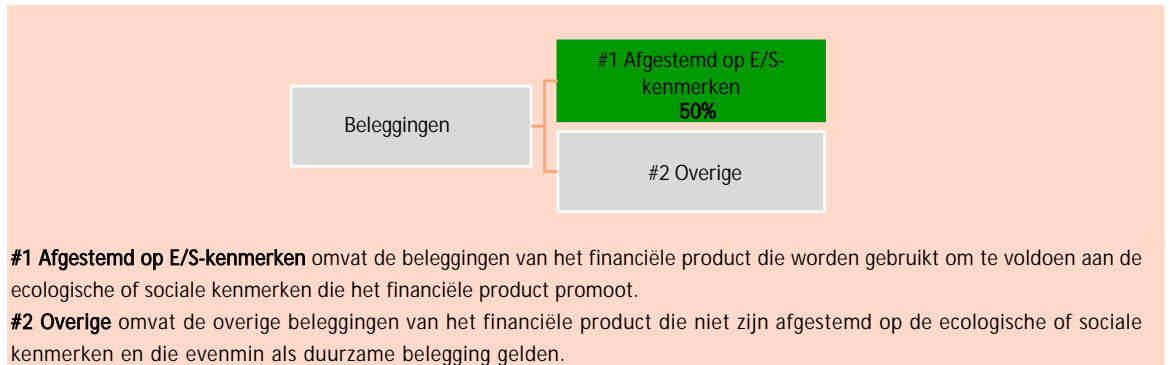 #1 Afgestemd op E/S-
kenmerken
50%
Beleggingen
#2 Overige
#1 Afgestemd op E/S-kenmerken omvat de beleggingen van het financiële product die worden gebruikt om te voldoen aan de
ecologische of sociale kenmerken die het financiële product promoot.
#2 Overige omvat de overige beleggingen van het financiële product die niet zijn afgestemd op de ecologische of sociale
kenmerken en die evenmin als duurzame belegging gelden.